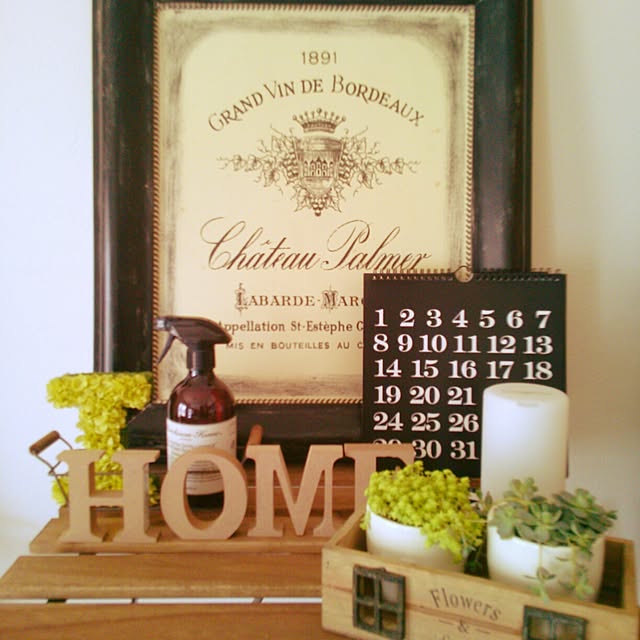 1891
GRAND VIN DE BORDEAUX
Château Palmer
LABARDE-MARG
Appellation St-Estèphe C
MIS EN BOUTEILLES AU C
1 2 3 4 5 6 7
8 9 10 11 12 13
14 15 16 17 18
19 20 21
24 25 26
29 30 31
HOME
Flowers
&